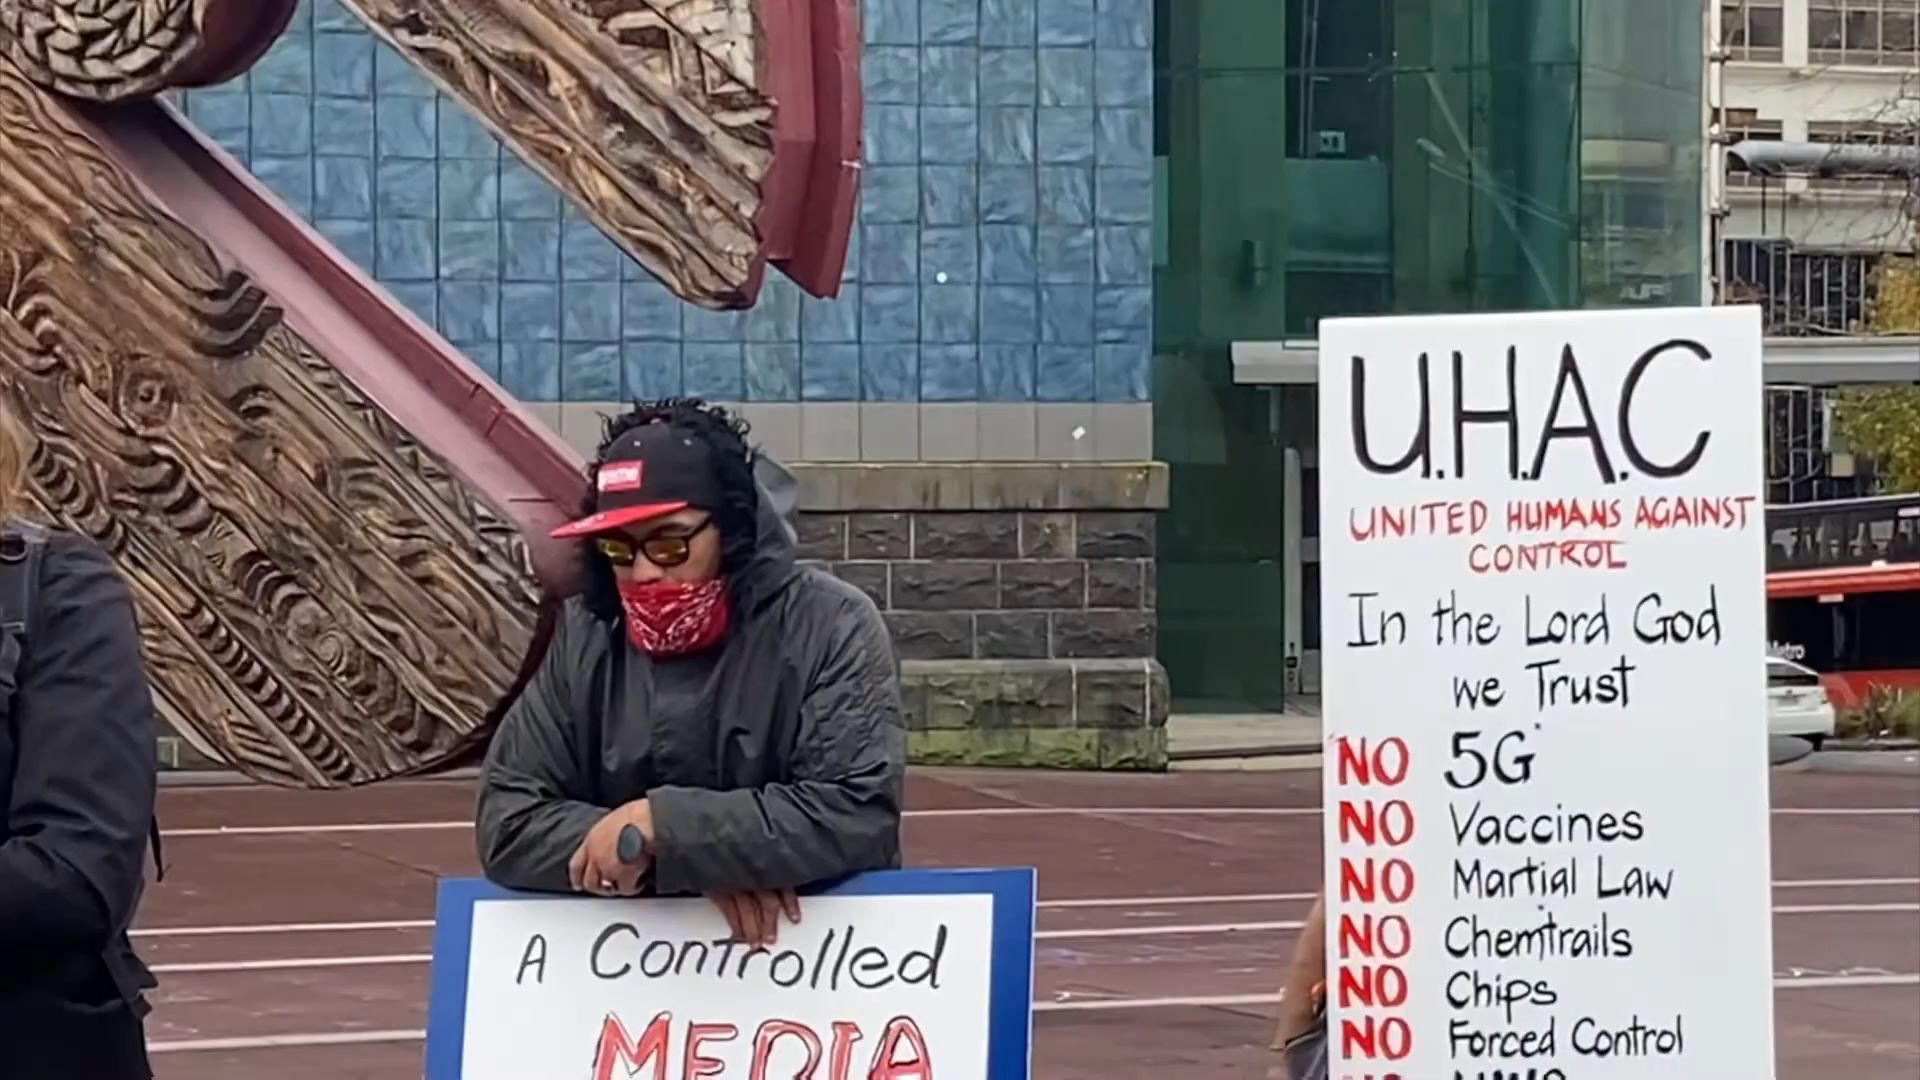 U.H.A.C
UNITED HUMANS AGAINST
CONTROL
In the Lord God
we Trust
NO 5G
NO Vaccines
NO Martial Law
NO Chemtrails
NO Chips
NO Forced Control
A Controlled
MEDIA